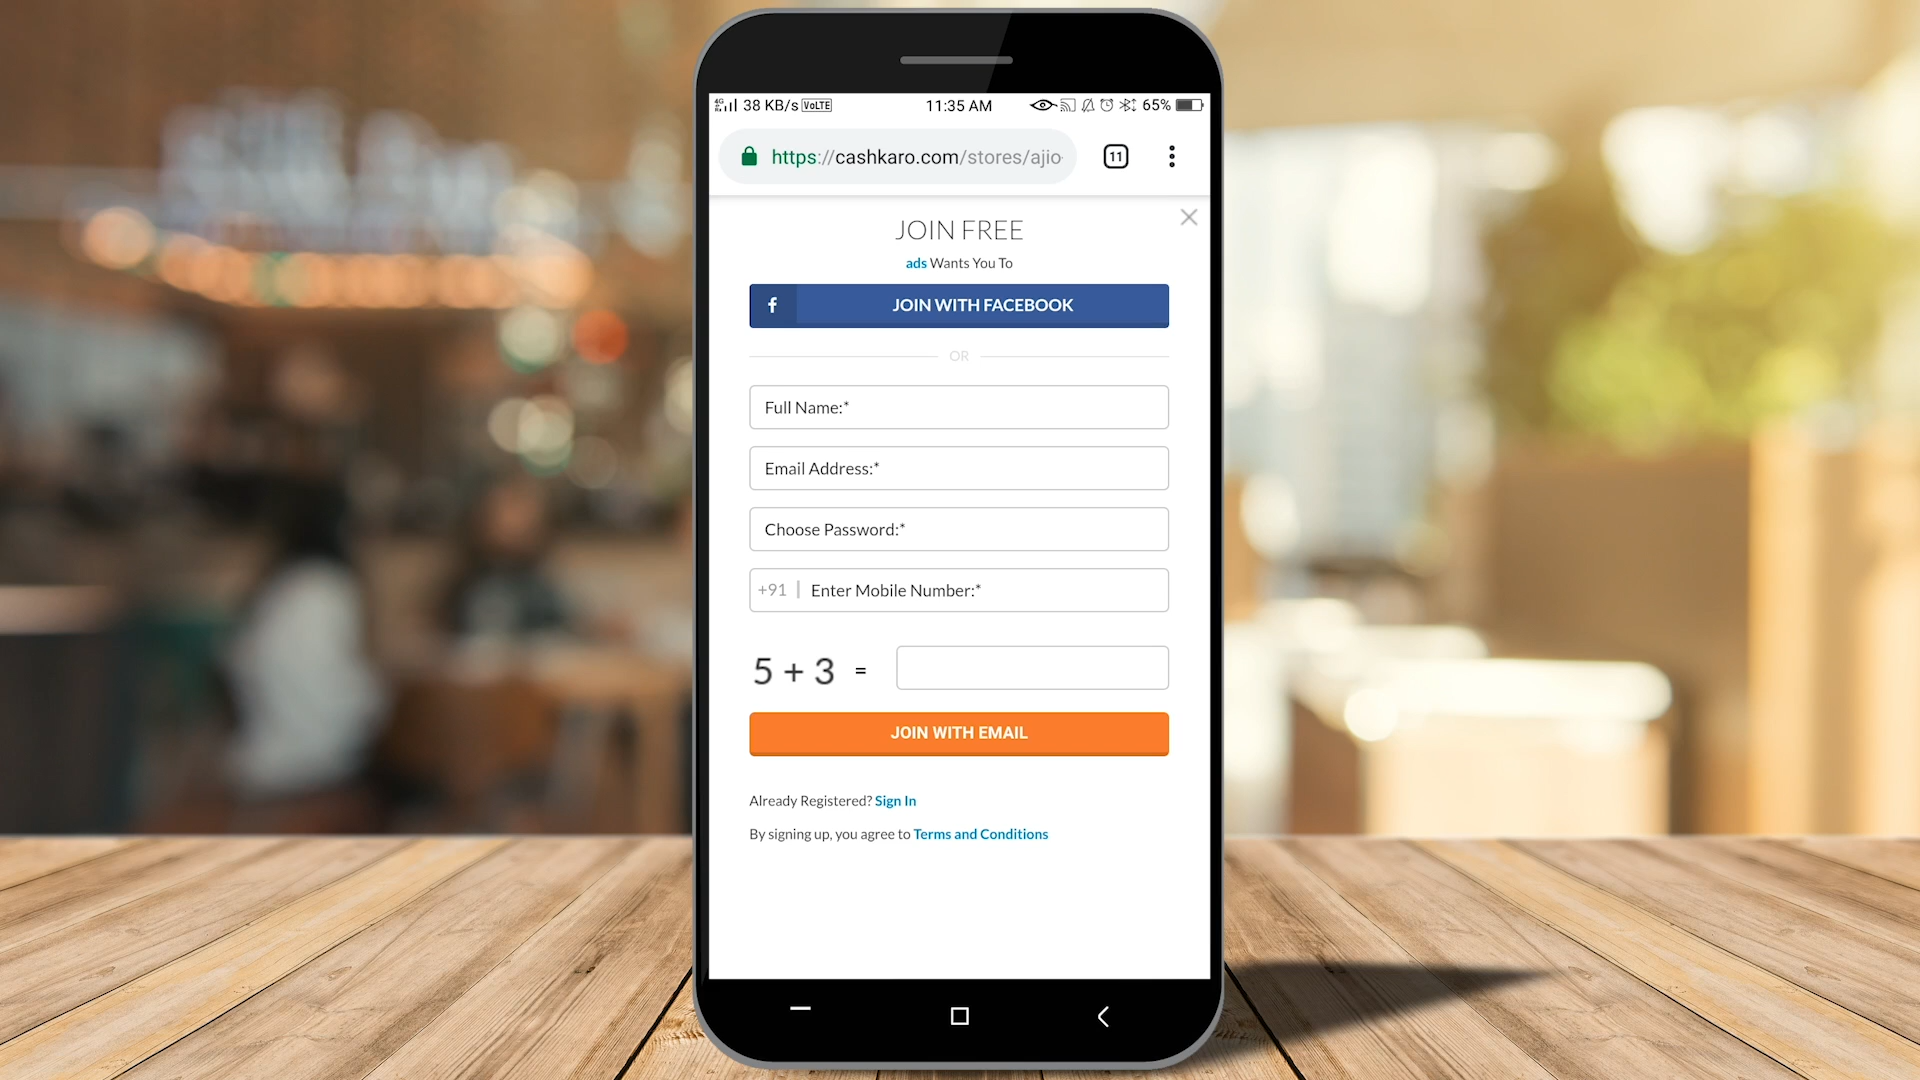 4G 38 KB/s VoLTE 11:35 AM 65%
https://cashkaro.com/stores/ajio 11
JOIN FREE
ads Wants You To
f JOIN WITH FACEBOOK
OR
Full Name:*
Email Address:*
Choose Password:*
+91 | Enter Mobile Number:*
5 + 3 =
JOIN WITH EMAIL
Already Registered? Sign In
By signing up, you agree to Terms and Conditions